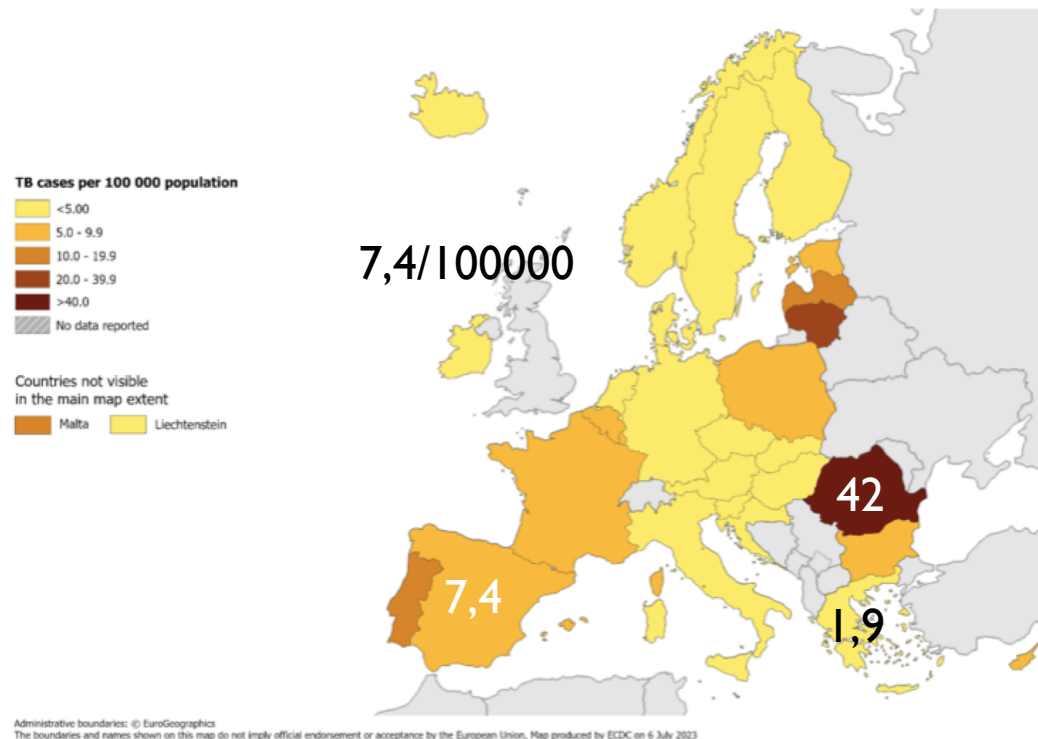 TB cases per 100 000 population
<5.00
5.0 - 9.9
10.0 - 19.9
20.0 - 39.9
>40.0
No data reported
Countries not visible
in the main map extent
Malta Liechtenstein
7,4/100000
42
7,4
1,9
Administrative boundaries: © EuroGeographics
The boundaries and names shown on this map do not imply official endorsement or acceptance by the European Union. Map produced by ECDC on 6 July 2023